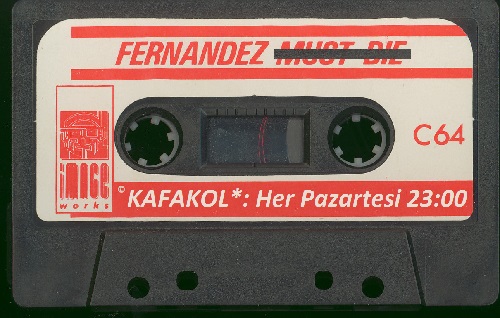 FERNANDEZ MUST DIE
C64
image
works
© KAFAKOL*: Her Pazartesi 23:00